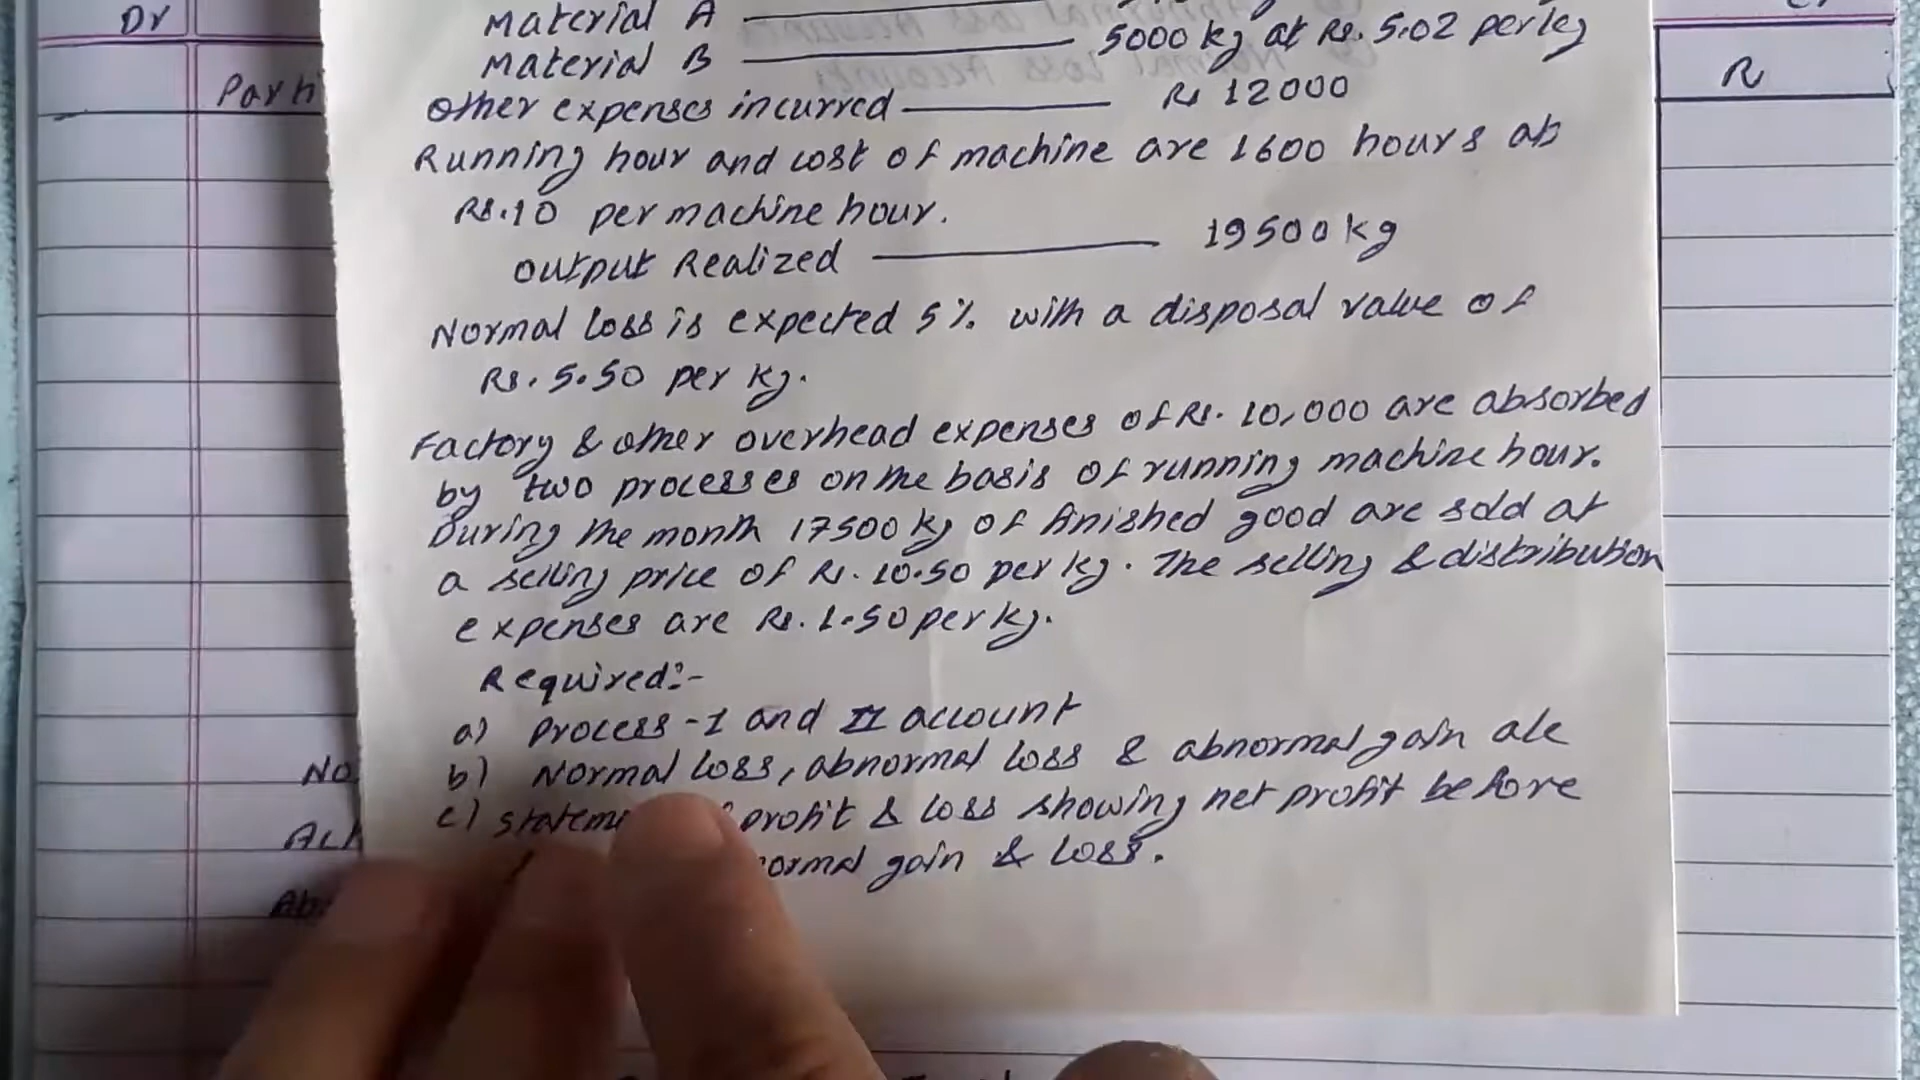 Dr
Parti
R
Material A
Material B 5000 kg at Rs. 5.02 per kg
Other expenses incurred Rs 12000
Running hour and cost of machine are 1600 hours at
Rs.10 per machine hour.
Output Realized 19500 kg
Normal loss is expected 5%. with a disposal value of
Rs. 5.50 per kg.
Factory & other overhead expenses of Rs. 10,000 are absorbed
by two processes on the basis of running machine hour.
During the month 17500 kg of finished good are sold at
a selling price of Rs. 10.50 per kg. The selling & distribution
expenses are Rs. 1.50 per kg.
Required:-
a) Process-I and II account
b) Normal loss, abnormal loss & abnormal gain a/c
c) stateme profit & loss showing net profit before
ormal gain & loss.
No